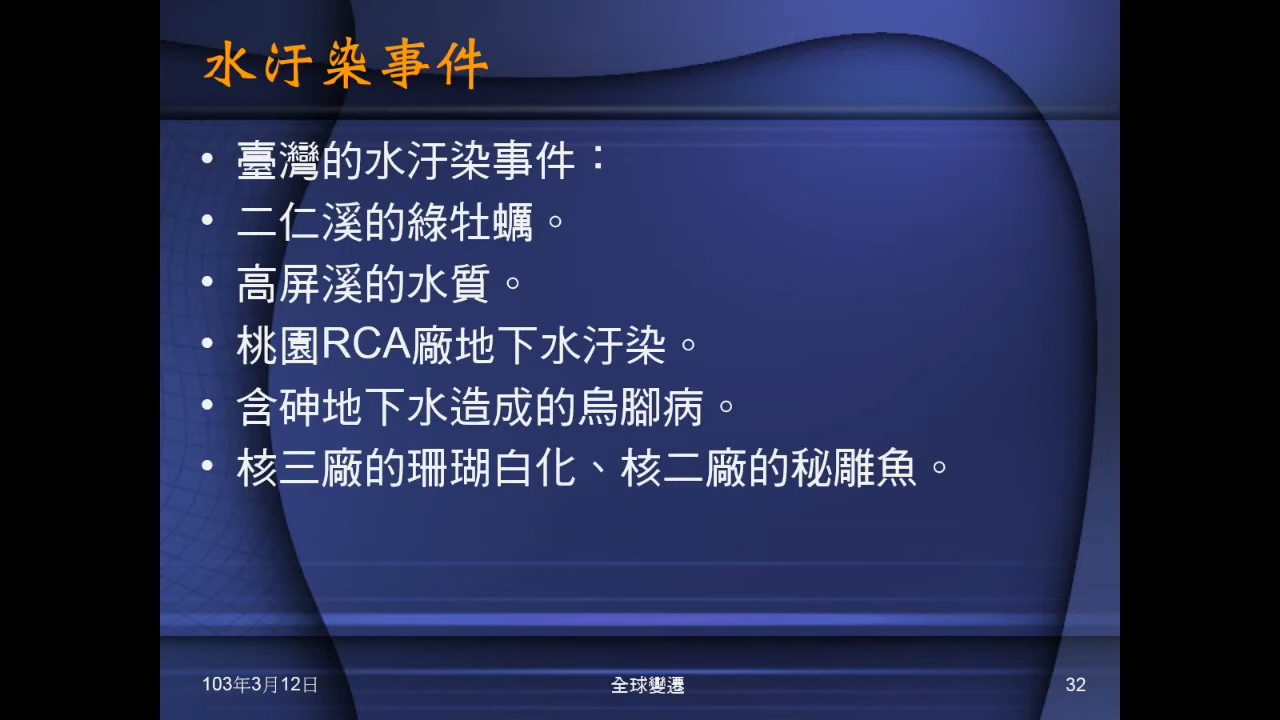 水汙染事件
• 臺灣的水汙染事件：
• 二仁溪的綠牡蠣。
• 高屏溪的水質。
• 桃園RCA廠地下水汙染。
• 含砷地下水造成的烏腳病。
• 核三廠的珊瑚白化、核二廠的秘雕魚。
103年3月12日
全球變遷
32